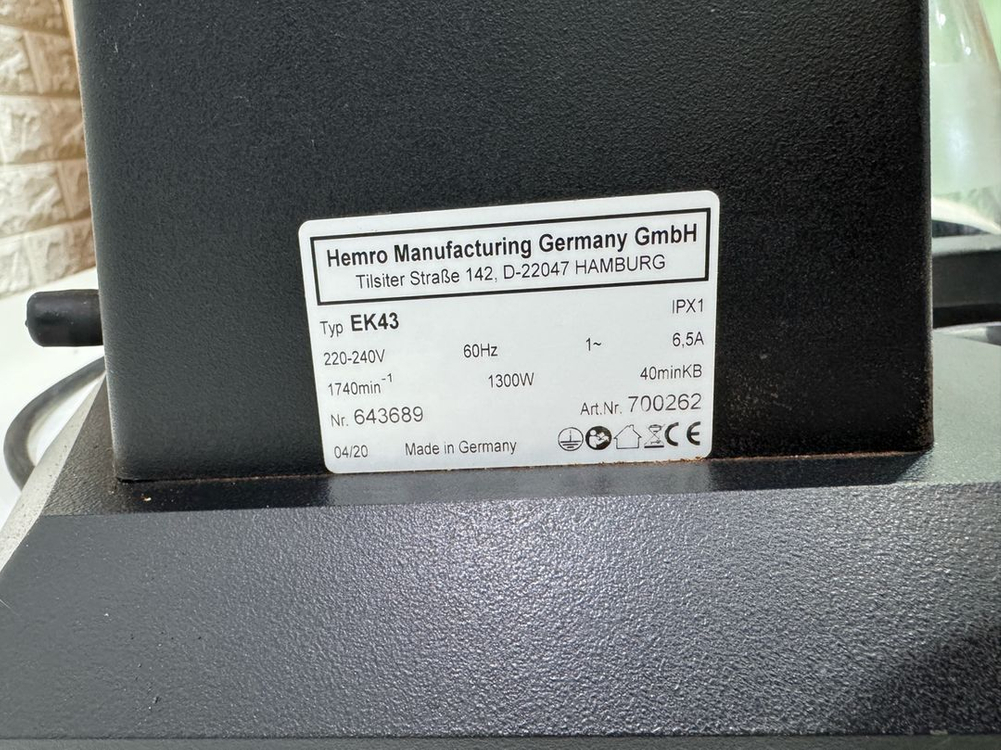 Hemro Manufacturing Germany GmbH
Tilsiter Straße 142, D-22047 HAMBURG
Typ EK43 IPX1
220-240V 60Hz 1~ 6,5A
1740min⁻¹ 1300W 40minKB
Nr. 643689 Art.Nr. 700262
04/20 Made in Germany CE